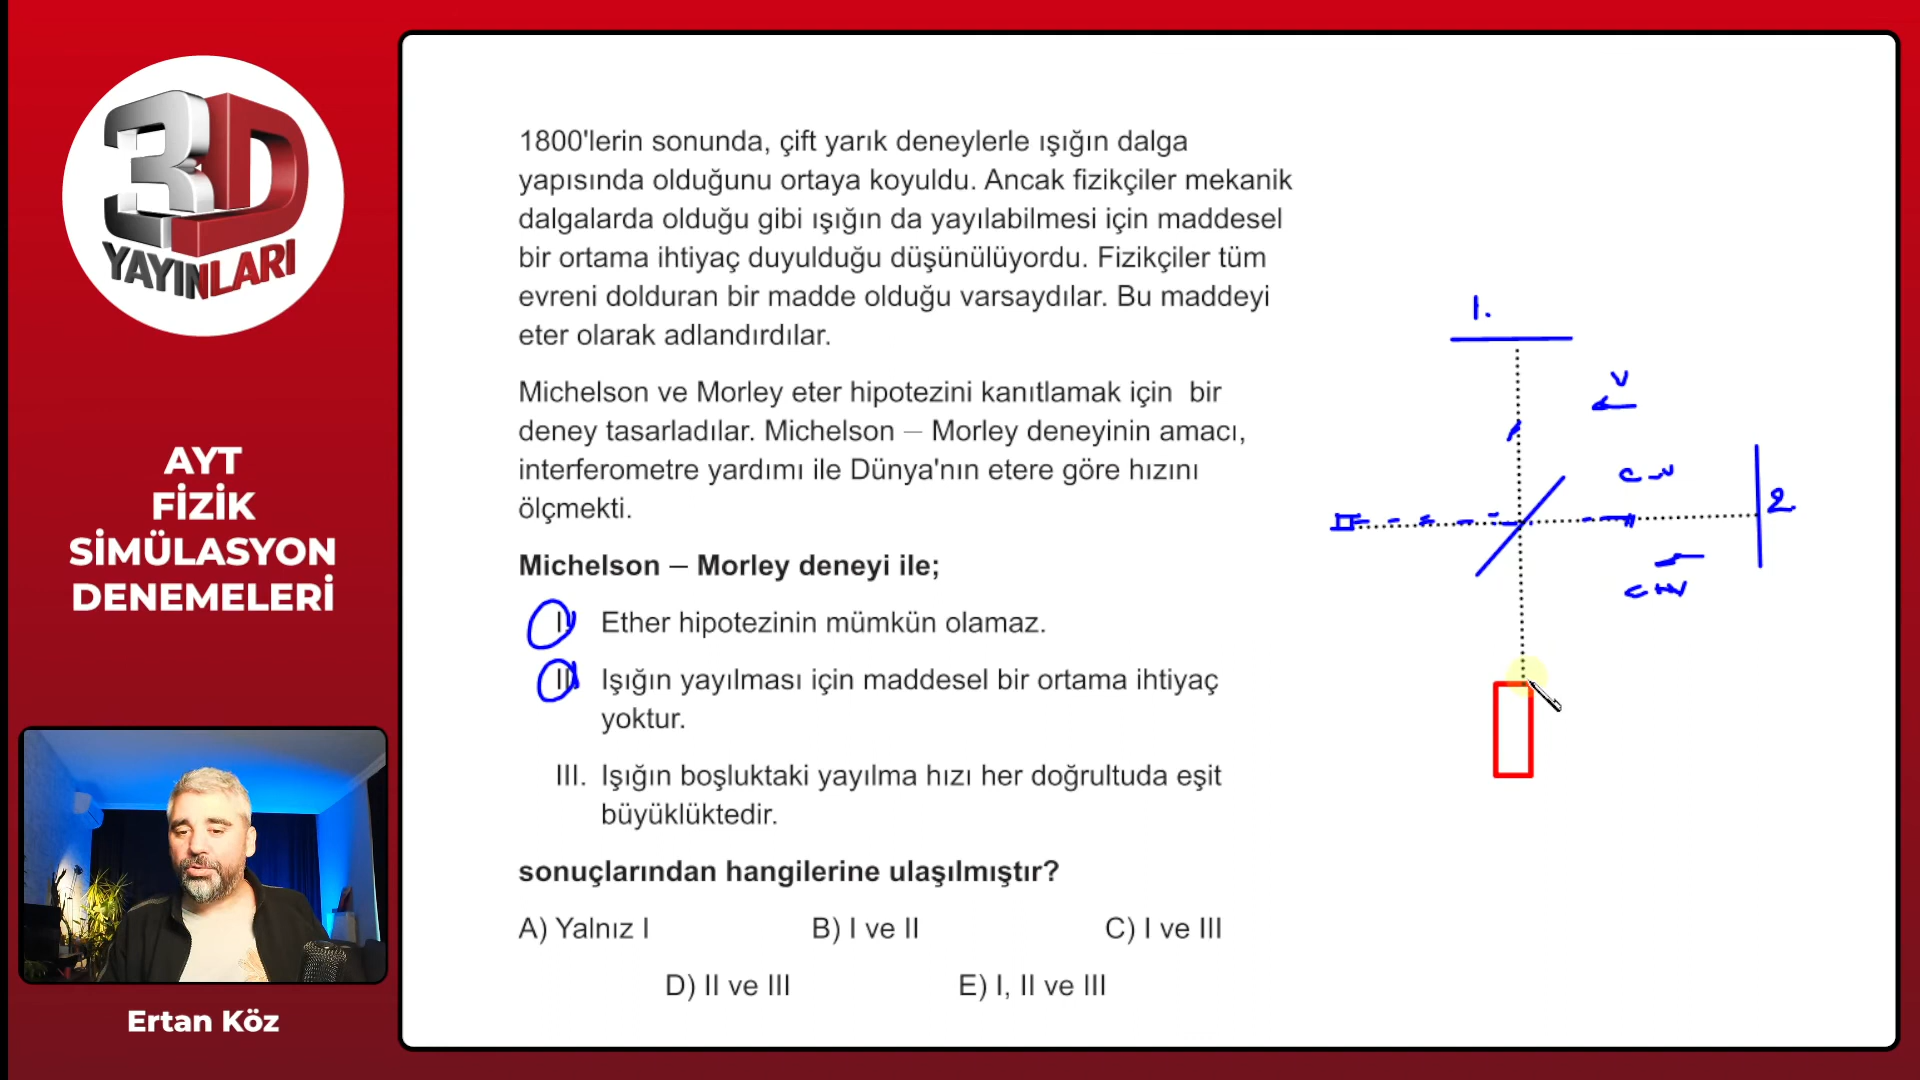 3D
YAYINLARI
AYT
FİZİK
SİMÜLASYON
DENEMELERİ
Ertan Köz
1800'lerin sonunda, çift yarık deneylerle ışığın dalga
yapısında olduğunu ortaya koyuldu. Ancak fizikçiler mekanik
dalgalarda olduğu gibi ışığın da yayılabilmesi için maddesel
bir ortama ihtiyaç duyulduğu düşünülüyordu. Fizikçiler tüm
evreni dolduran bir madde olduğu varsaydılar. Bu maddeyi
eter olarak adlandırdılar.
Michelson ve Morley eter hipotezini kanıtlamak için bir
deney tasarladılar. Michelson – Morley deneyinin amacı,
interferometre yardımı ile Dünya'nın etere göre hızını
ölçmekti.
Michelson – Morley deneyi ile;
I. Ether hipotezinin mümkün olamaz.
II. Işığın yayılması için maddesel bir ortama ihtiyaç
yoktur.
III. Işığın boşluktaki yayılma hızı her doğrultuda eşit
büyüklüktedir.
sonuçlarından hangilerine ulaşılmıştır?
A) Yalnız I B) I ve II C) I ve III
D) II ve III E) I, II ve III
1.
v
c-v
2
c+v